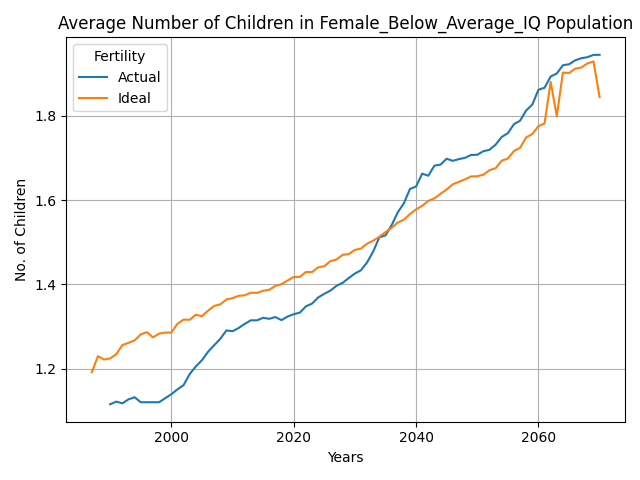 Average Number of Children in Female_Below_Average_IQ Population
Fertility
Actual
Ideal
No. of Children
1.8
1.6
1.4
1.2
2000 2020 2040 2060
Years